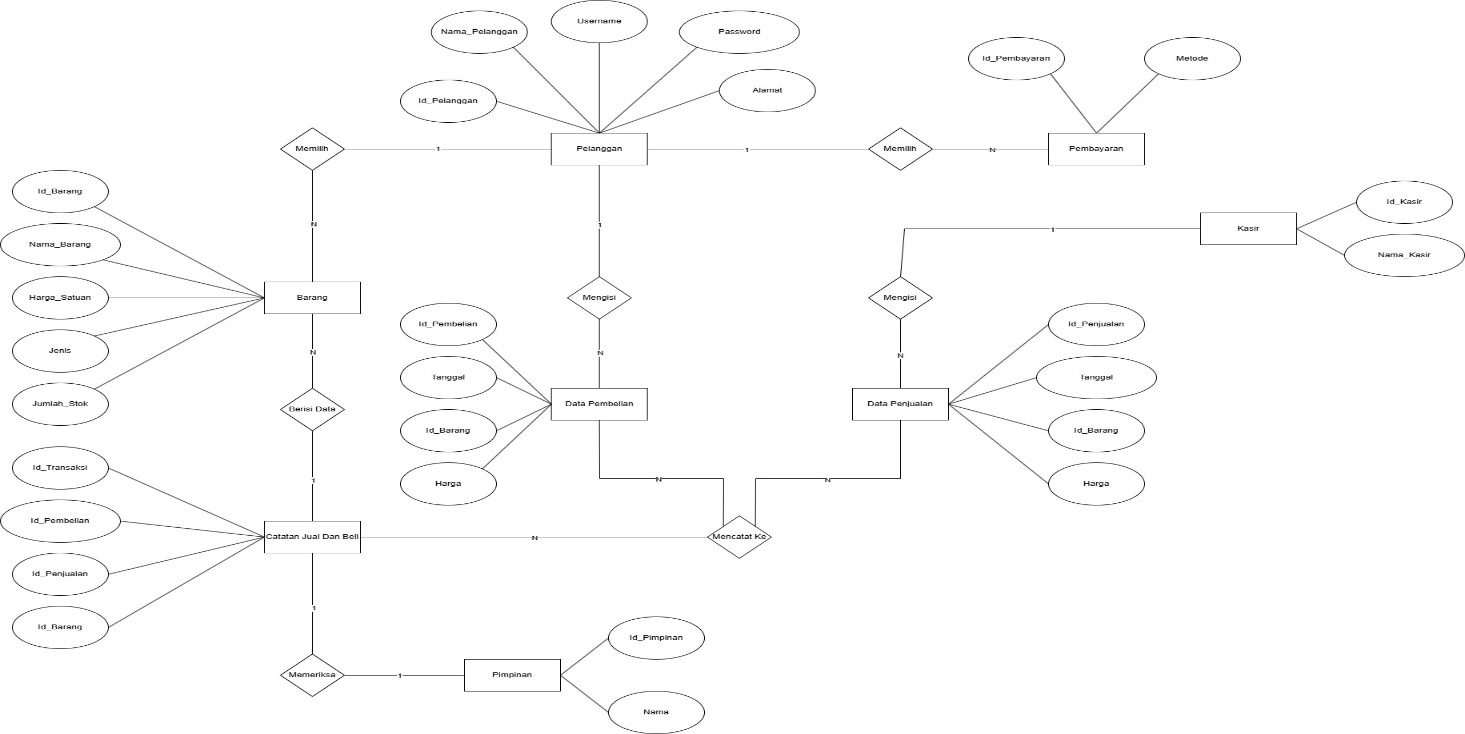 Username
Nama_Pelanggan
Password
Id_Pelanggan
Alamat
Id_Pembayaran
Metode
Memilih
1
Pelanggan
1
Memilih
N
Pembayaran
Id_Barang
Nama_Barang
Harga_Satuan
Jenis
Jumlah_Stok
N
Barang
N
Berisi Data
1
1
Mengisi
N
Id_Pembelian
Tanggal
Id_Barang
Harga
Data Pembelian
Id_Kasir
Nama_Kasir
Kasir
1
Mengisi
N
Data Penjualan
Id_Penjualan
Tanggal
Id_Barang
Harga
N
N
Id_Transaksi
Id_Pembelian
Id_Penjualan
Id_Barang
Catatan Jual Dan Beli
N
Mencatat Ke
1
Memeriksa
1
Pimpinan
Id_Pimpinan
Nama